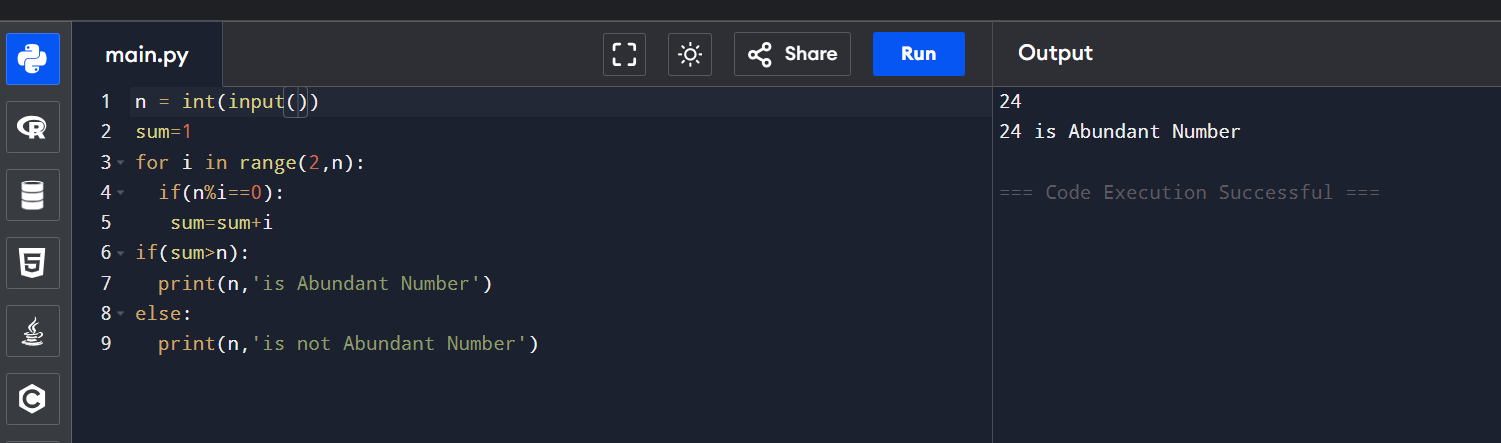 main.py
Share
Run
Output
1 n = int(input())
2 sum=1
3 for i in range(2,n):
4   if(n%i==0):
5    sum=sum+i
6 if(sum>n):
7   print(n,'is Abundant Number')
8 else:
9   print(n,'is not Abundant Number')
24
24 is Abundant Number
=== Code Execution Successful ===